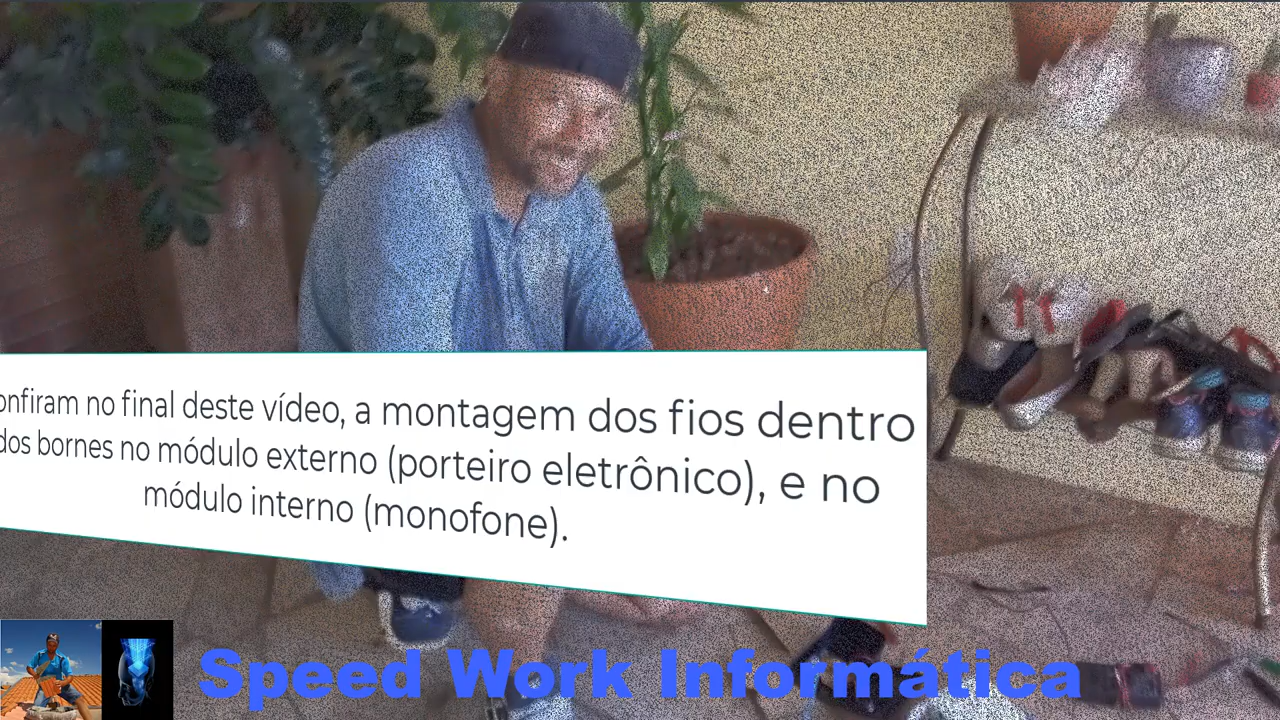 onfiram no final deste vídeo, a montagem dos fios dentro
dos bornes no módulo externo (porteiro eletrônico), e no
módulo interno (monofone).
Speed Work Informática